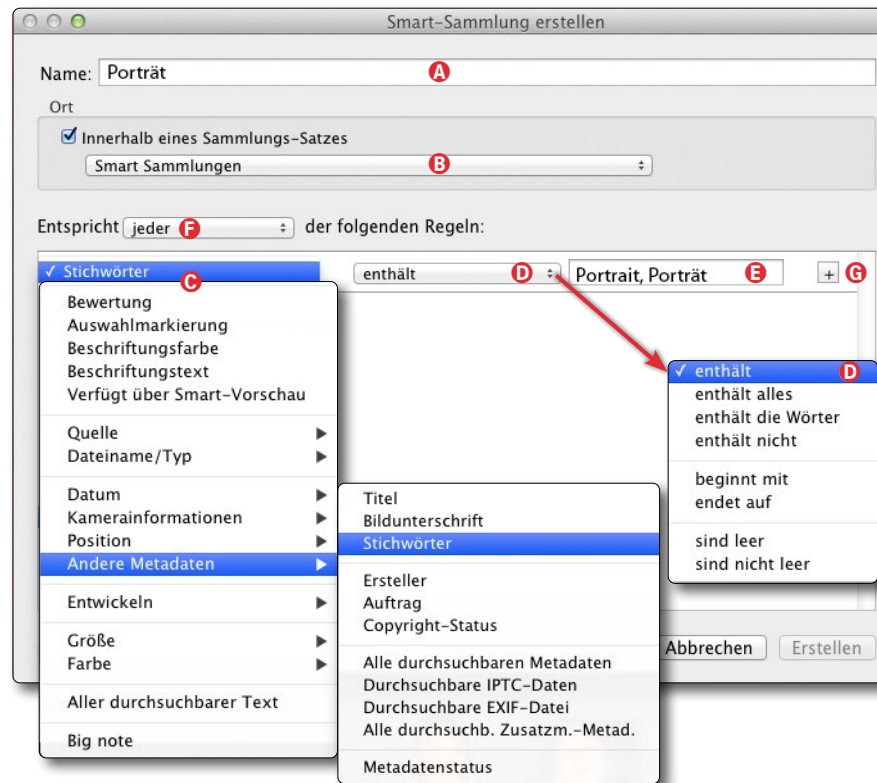 Smart-Sammlung erstellen
Name: Porträt A
Ort
Innerhalb eines Sammlungs-Satzes
Smart Sammlungen B
Entspricht jeder F der folgenden Regeln:
✓ Stichwörter C
enthält D Portrait, Porträt E + G
Bewertung
Auswahlmarkierung
Beschriftungsfarbe
Beschriftungstext
Verfügt über Smart-Vorschau
Quelle
Dateiname/Typ
Datum
Kamerainformationen
Position
Andere Metadaten
Entwickeln
Größe
Farbe
Aller durchsuchbarer Text
Big note
Titel
Bildunterschrift
Stichwörter
Ersteller
Auftrag
Copyright-Status
Alle durchsuchbaren Metadaten
Durchsuchbare IPTC-Daten
Durchsuchbare EXIF-Datei
Alle durchsuchb. Zusatzm.-Metad.
Metadatenstatus
✓ enthält D
enthält alles
enthält die Wörter
enthält nicht
beginnt mit
endet auf
sind leer
sind nicht leer
Abbrechen Erstellen